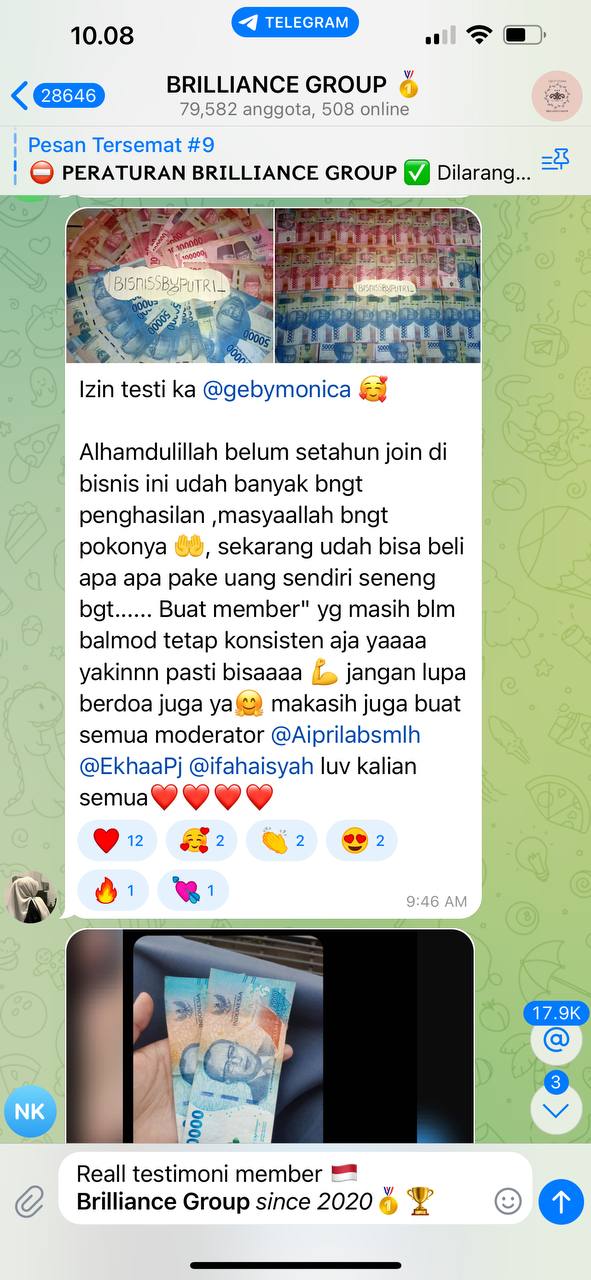 10.08
TELEGRAM
28646
BRILLIANCE GROUP 🏅
79,582 anggota, 508 online
Pesan Tersemat #9
⛔ PERATURAN BRILLIANCE GROUP ✅ Dilarang...
BISNISSBYPUTRI_
BISNISSBYPUTRI_
100000
50000
Izin testi ka @gebymonica 🥰
Alhamdulillah belum setahun join di
bisnis ini udah banyak bngt
penghasilan ,masyaallah bngt
pokonya 🤲, sekarang udah bisa beli
apa apa pake uang sendiri seneng
bgt...... Buat member" yg masih blm
balmod tetap konsisten aja yaaaa
yakinnn pasti bisaaaa 💪 jangan lupa
berdoa juga ya🤗 makasih juga buat
semua moderator @Aiprilabsmlh
@EkhaaPj @ifahaisyah luv kalian
semua❤️❤️❤️❤️
❤️ 12 🥰 2 👏 2 😍 2
🔥 1 💘 1
9:46 AM
17.9K
@
3
NK
INDONESIA
Reall testimoni member 🇮🇩
Brilliance Group since 2020🏅🏆